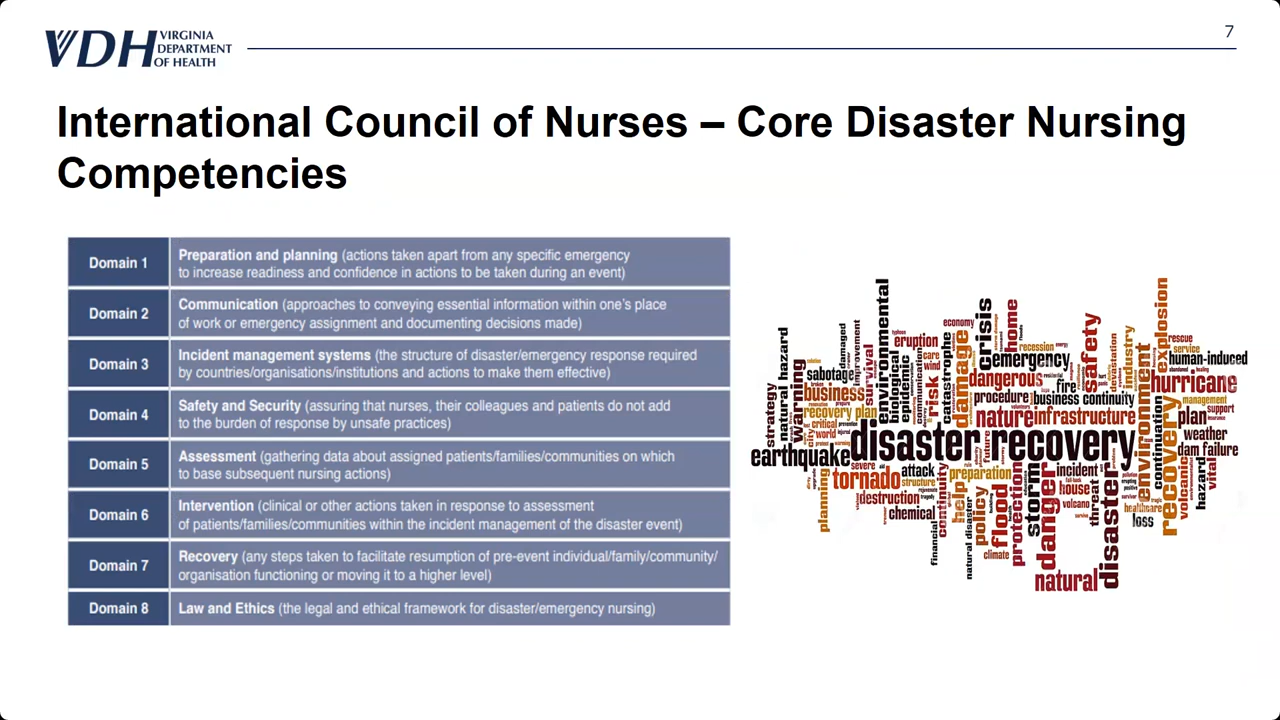 7
VIRGINIA
VDH DEPARTMENT
OF HEALTH
International Council of Nurses – Core Disaster Nursing
Competencies
Domain 1
Preparation and planning (actions taken apart from any specific emergency
to increase readiness and confidence in actions to be taken during an event)
Domain 2
Communication (approaches to conveying essential information within one's place
of work or emergency assignment and documenting decisions made)
Domain 3
Incident management systems (the structure of disaster/emergency response required
by countries/organisations/institutions and actions to make them effective)
Domain 4
Safety and Security (assuring that nurses, their colleagues and patients do not add
to the burden of response by unsafe practices)
Domain 5
Assessment (gathering data about assigned patients/families/communities on which
to base subsequent nursing actions)
Domain 6
Intervention (clinical or other actions taken in response to assessment
of patients/families/communities within the incident management of the disaster event)
Domain 7
Recovery (any steps taken to facilitate resumption of pre-event individual/family/community/
organisation functioning or moving it to a higher level)
Domain 8
Law and Ethics (the legal and ethical framework for disaster/emergency nursing)
disaster recovery
earthquake
strategy
natural hazard
warning
sabotage
business
recovery plan
critical
world
city
damaged
improvement
survival
environmental
biological
epidemic
eruption
care
wind
communication
risk
catastrophe
economy
damage
crisis
home
emergency
recession
dangerous
fire
procedure
business continuity
nature
infrastructure
safety
devastation
industry
environment
explosion
rescue
service
human-induced
hurricane
management
support
plan
weather
dam failure
continuation
recovery
volcanic
hazard
vital
healthcare
loss
severe
tornado
structure
attack
preparation
destruction
chemical
planning
financial
continuity
help
natural disaster
policy
climate
flood
future
protection
storm
danger
incident
house
volcano
threat
disaster
natural